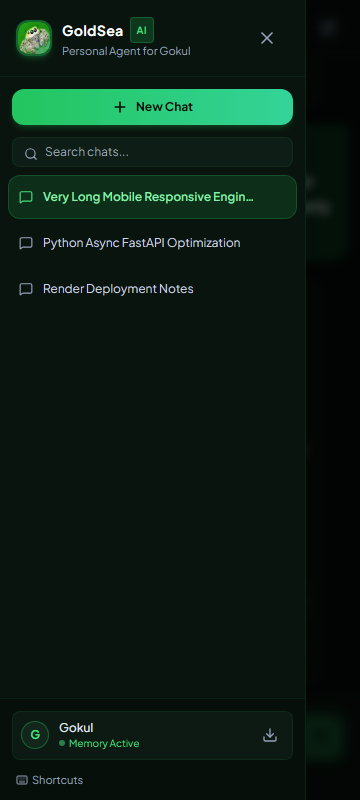 GoldSea AI
Personal Agent for Gokul
New Chat
Search chats...
Very Long Mobile Responsive Engin...
Python Async FastAPI Optimization
Render Deployment Notes
G
Gokul
Memory Active
Shortcuts